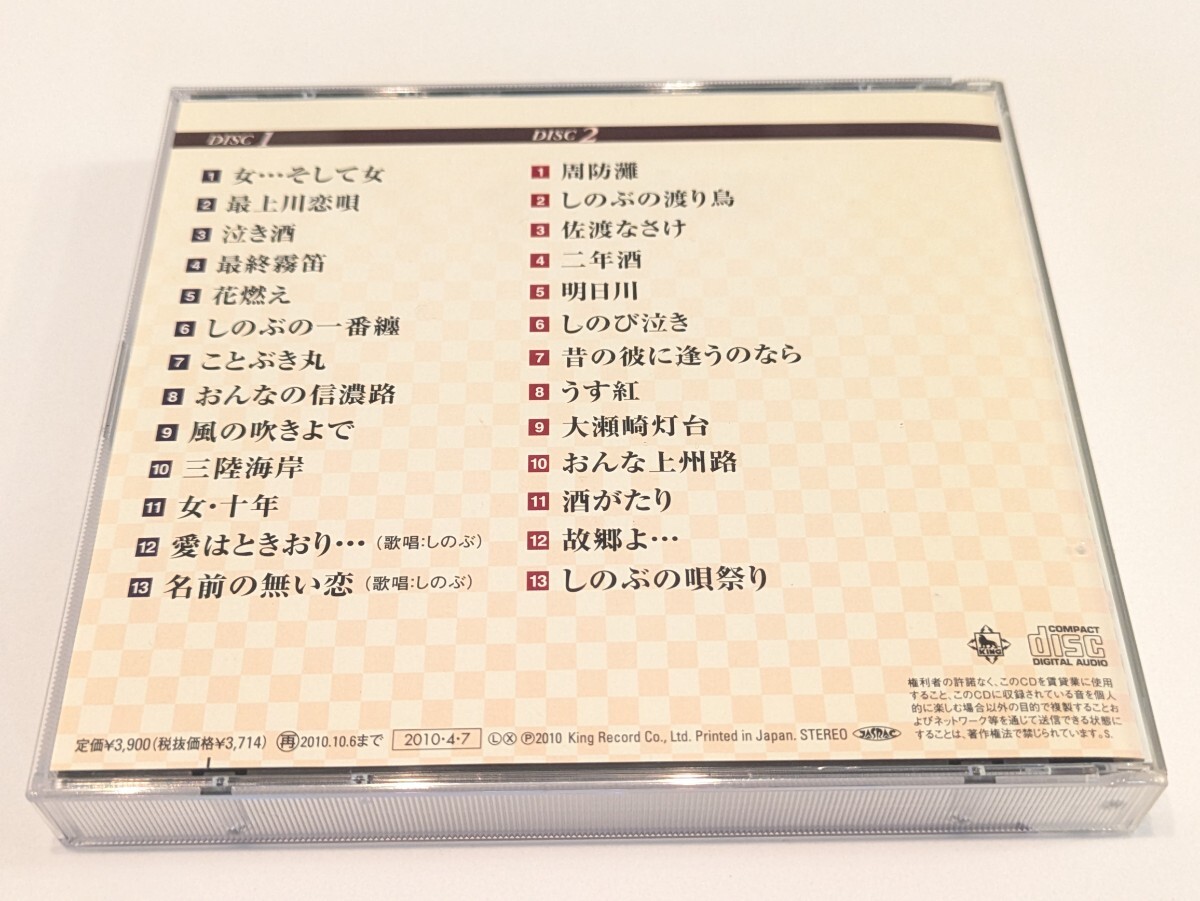 DISC 1
1 女…そして女
2 最上川恋唄
3 泣き酒
4 最終霧笛
5 花燃え
6 しのぶの一番纏
7 ことぶき丸
8 おんなの信濃路
9 風の吹きよで
10 三陸海岸
11 女・十年
12 愛はときおり…（歌唱:しのぶ）
13 名前の無い恋（歌唱:しのぶ）
DISC 2
1 周防灘
2 しのぶの渡り鳥
3 佐渡なさけ
4 二年酒
5 明日川
6 しのび泣き
7 昔の彼に逢うのなら
8 うす紅
9 大瀬崎灯台
10 おんな上州路
11 酒がたり
12 故郷よ…
13 しのぶの唄祭り
KING
COMPACT
disc
DIGITAL AUDIO
権利者の許諾なく、このCDを賃貸業に使用
すること、このCDに収録されている音を個人
的に楽しむ場合以外の目的で複製することお
よびネットワーク等を通じて送信できる状態に
することは、著作権法で禁じられています。S.
定価¥3,900(税抜価格¥3,714) 再2010.10.6まで 2010・4・7 ⓁⓍ Ⓟ2010 King Record Co., Ltd. Printed in Japan. STEREO JASRAC